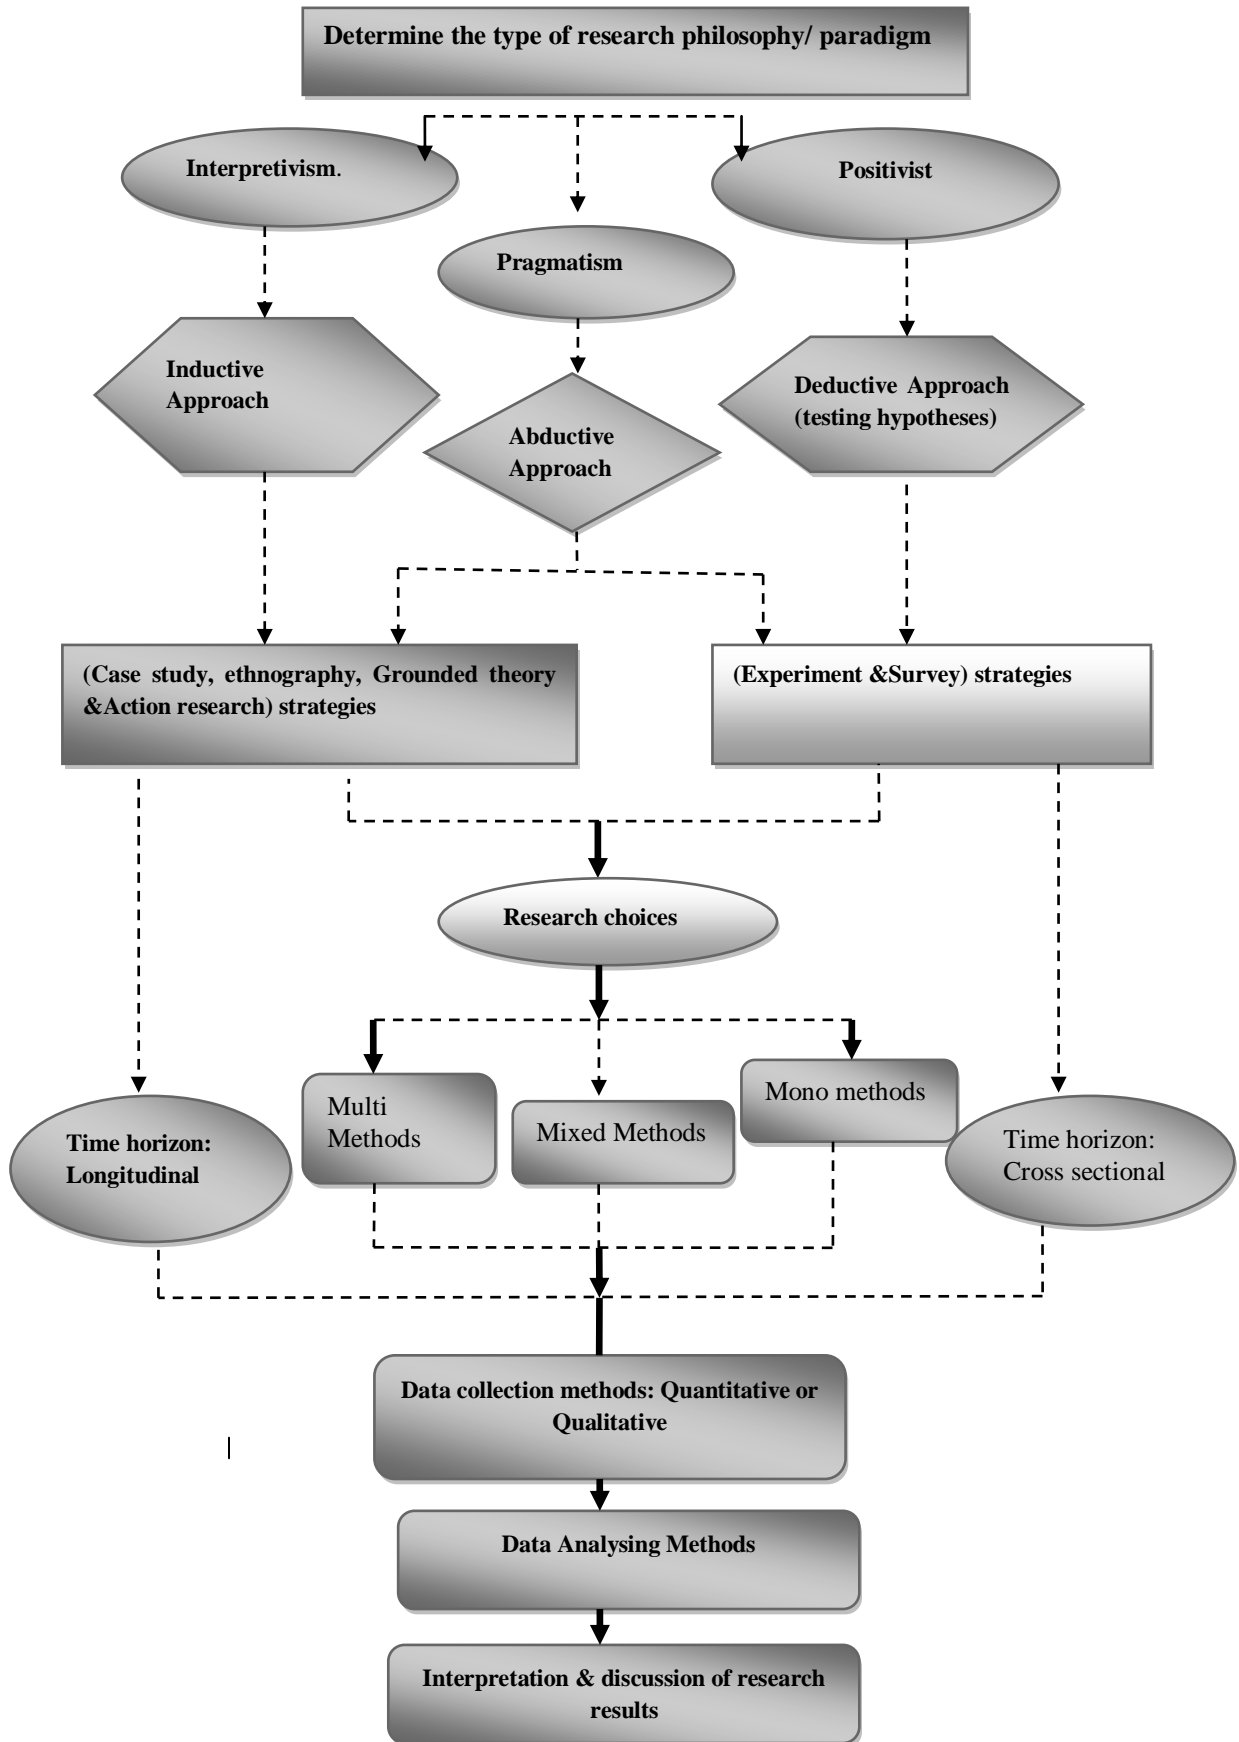 Determine the type of research philosophy/ paradigm
Interpretivism.
Positivist
Pragmatism
Inductive
Approach
Deductive Approach
(testing hypotheses)
Abductive
Approach
(Case study, ethnography, Grounded theory
&Action research) strategies
(Experiment &Survey) strategies
Research choices
Multi
Methods
Mixed Methods
Mono methods
Time horizon:
Longitudinal
Time horizon:
Cross sectional
Data collection methods: Quantitative or
Qualitative
Data Analysing Methods
Interpretation & discussion of research
results